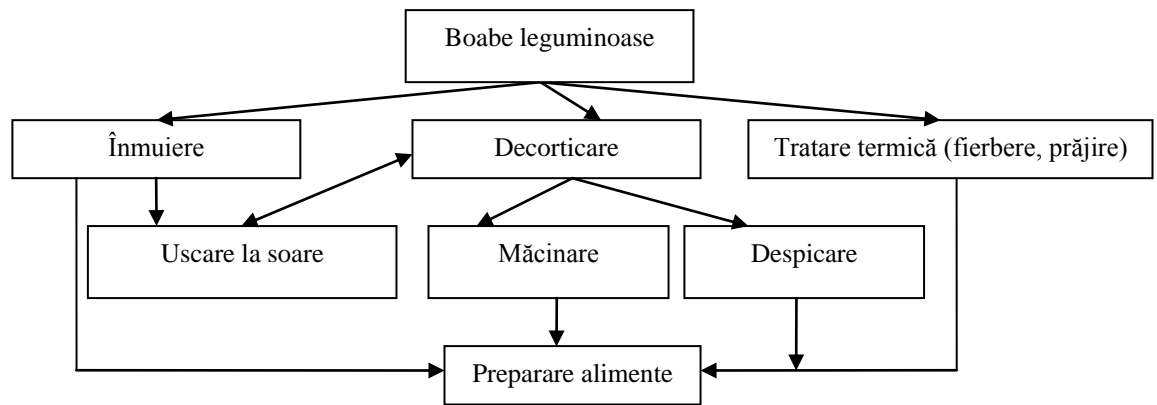 Boabe leguminoase
Înmuiere
Decorticare
Tratare termică (fierbere, prăjire)
Uscare la soare
Măcinare
Despicare
Preparare alimente